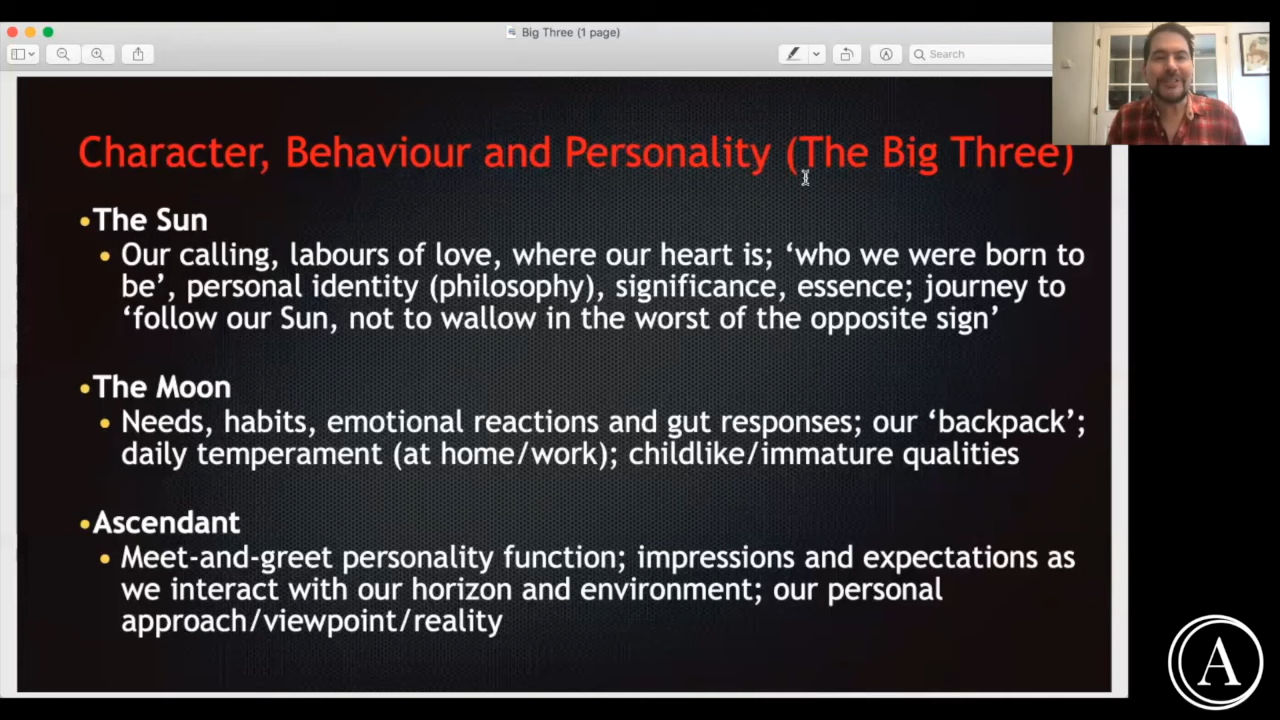 Big Three (1 page)
Search
Character, Behaviour and Personality (The Big Three)
•The Sun
• Our calling, labours of love, where our heart is; ‘who we were born to
be’, personal identity (philosophy), significance, essence; journey to
‘follow our Sun, not to wallow in the worst of the opposite sign’
•The Moon
• Needs, habits, emotional reactions and gut responses; our ‘backpack’;
daily temperament (at home/work); childlike/immature qualities
•Ascendant
• Meet-and-greet personality function; impressions and expectations as
we interact with our horizon and environment; our personal
approach/viewpoint/reality
A